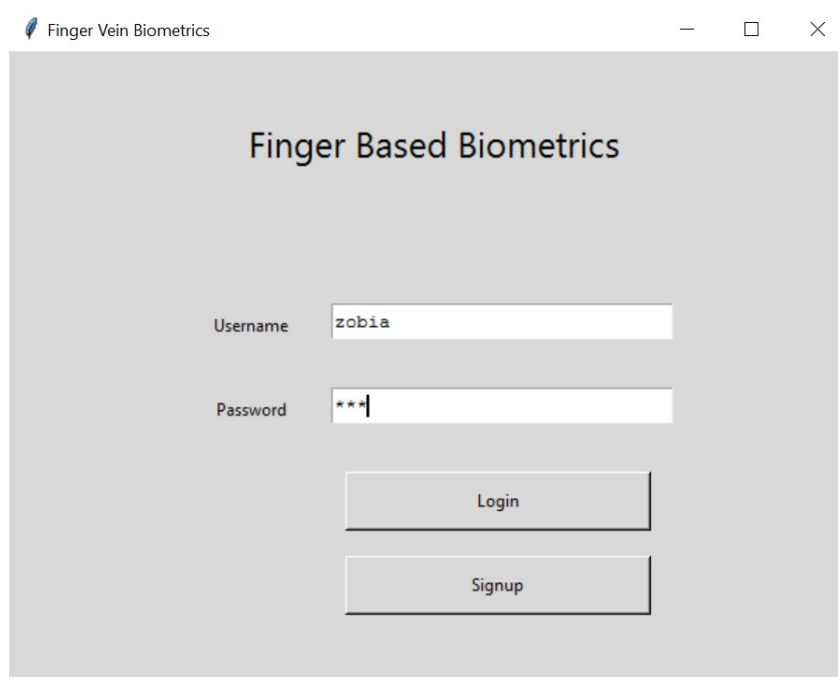 Finger Vein Biometrics
Finger Based Biometrics
Username zobia
Password ***
Login
Signup